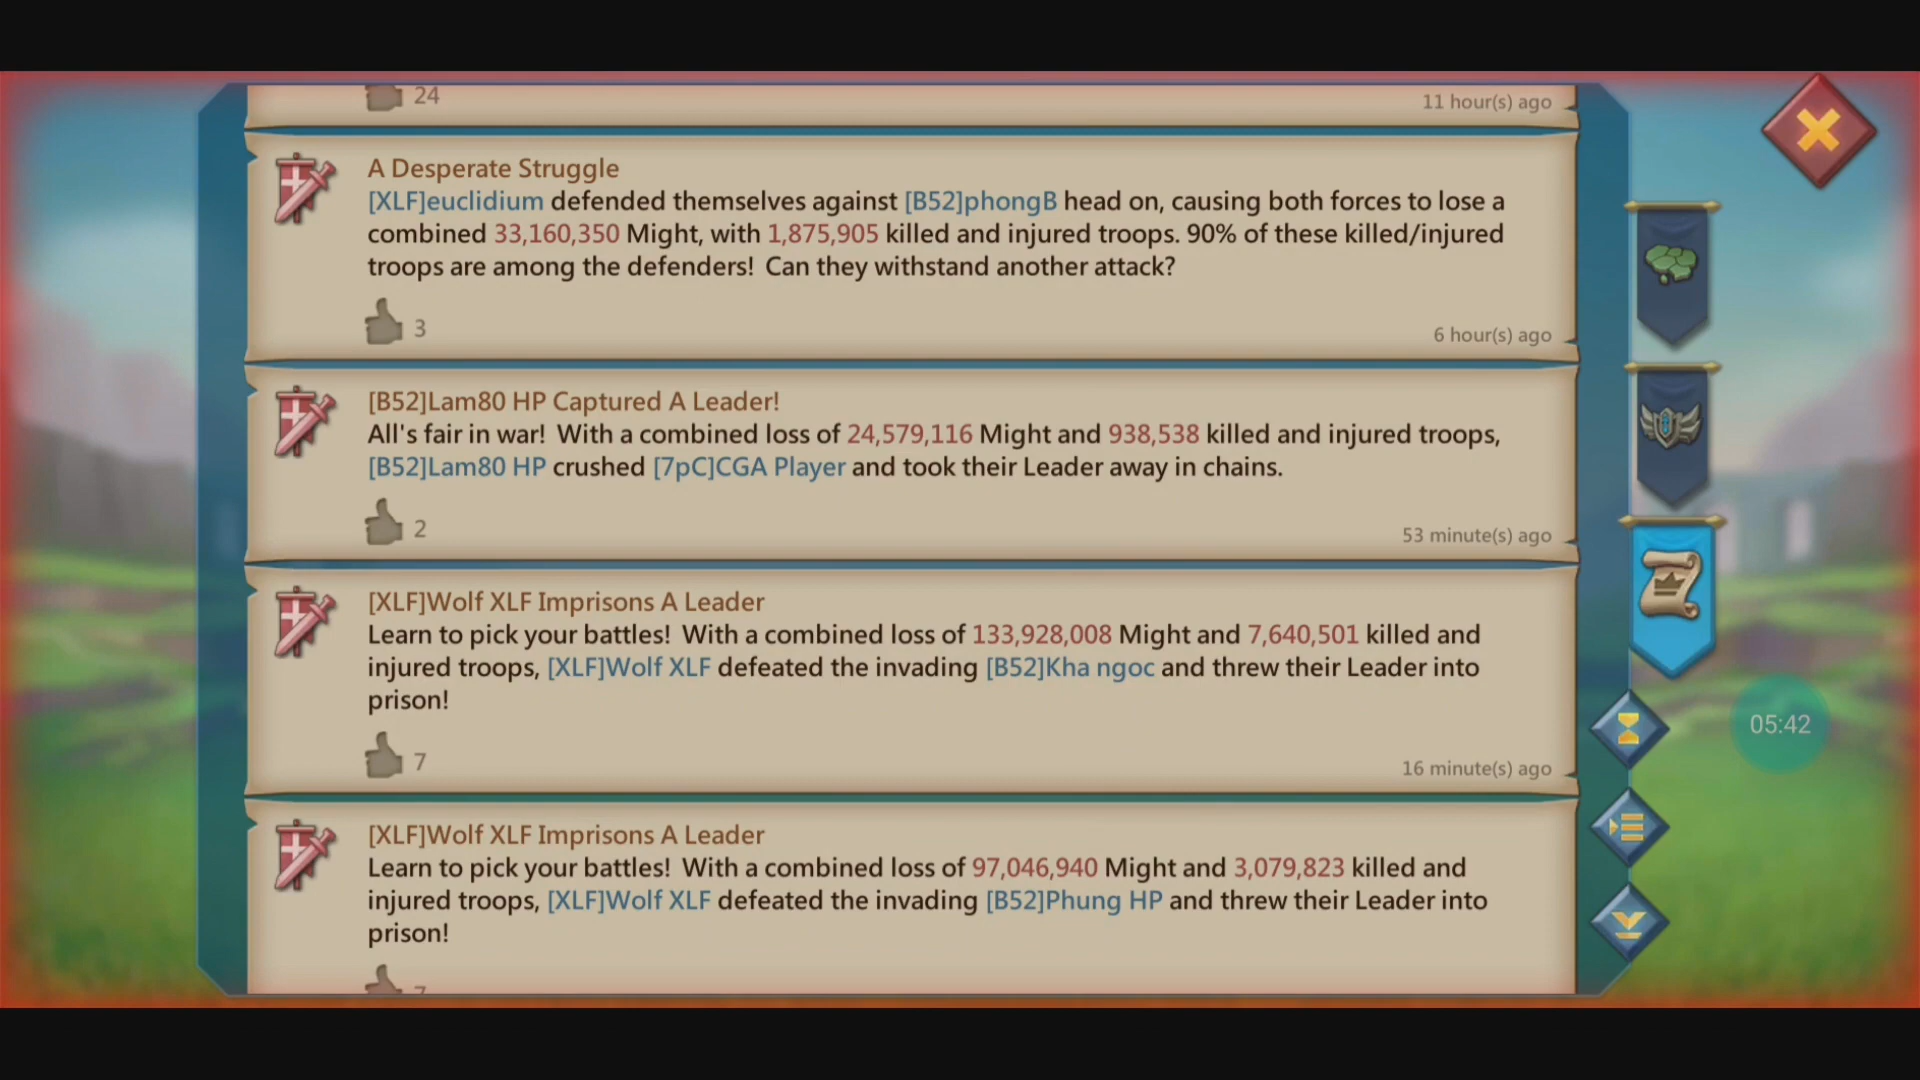 24
11 hour(s) ago
A Desperate Struggle
[XLF]euclidium defended themselves against [B52]phongB head on, causing both forces to lose a
combined 33,160,350 Might, with 1,875,905 killed and injured troops. 90% of these killed/injured
troops are among the defenders! Can they withstand another attack?
3
6 hour(s) ago
[B52]Lam80 HP Captured A Leader!
All's fair in war! With a combined loss of 24,579,116 Might and 938,538 killed and injured troops,
[B52]Lam80 HP crushed [7pC]CGA Player and took their Leader away in chains.
2
53 minute(s) ago
[XLF]Wolf XLF Imprisons A Leader
Learn to pick your battles! With a combined loss of 133,928,008 Might and 7,640,501 killed and
injured troops, [XLF]Wolf XLF defeated the invading [B52]Kha ngoc and threw their Leader into
prison!
7
16 minute(s) ago
05:42
[XLF]Wolf XLF Imprisons A Leader
Learn to pick your battles! With a combined loss of 97,046,940 Might and 3,079,823 killed and
injured troops, [XLF]Wolf XLF defeated the invading [B52]Phung HP and threw their Leader into
prison!